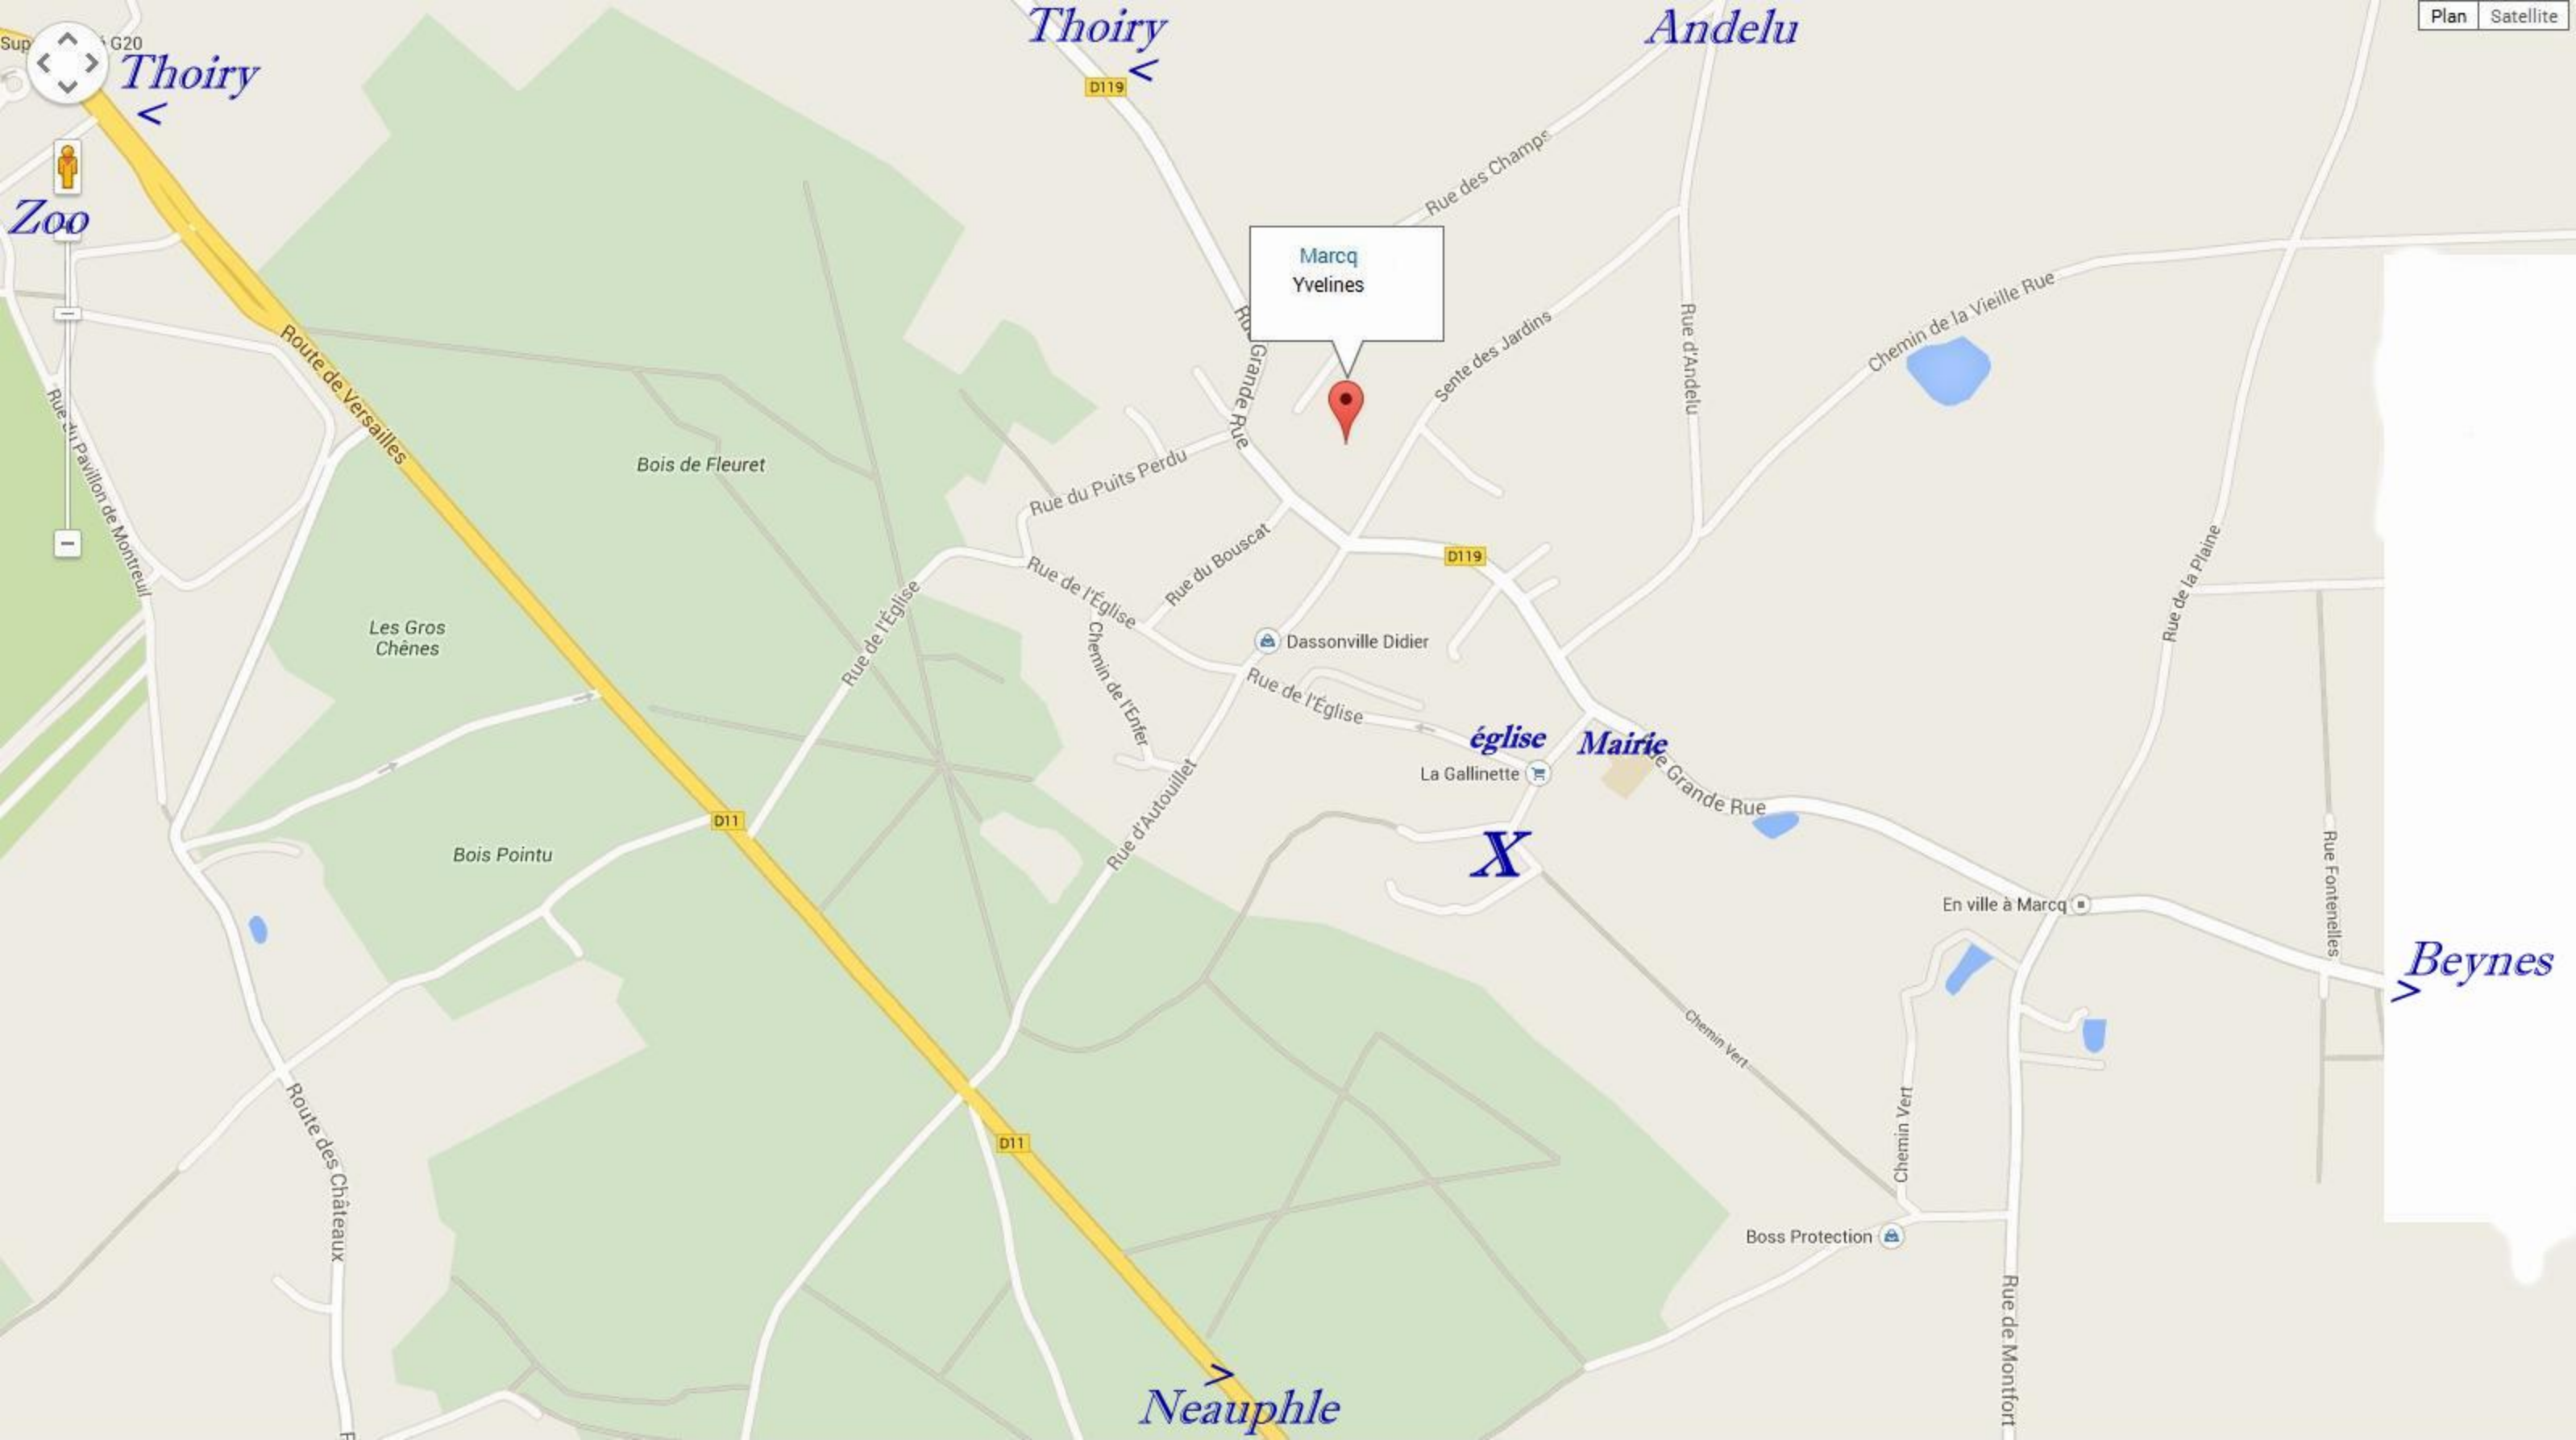 Plan
Satellite
G20
Thoiry
<
Thoiry
<
D119
Andelu
Zoo
Rue des Champs
Marcq
Yvelines
Grande Rue
Sente des Jardins
Rue d'Andelu
Chemin de la Vieille Rue
Route de Versailles
Rue du Pavillon de Montreuil
Bois de Fleuret
Rue du Puits Perdu
Rue du Bouscat
D119
Rue de l'Église
Rue de l'Église
Chemin de l'Enfer
Dassonville Didier
Rue de l'Église
Rue de la Plaine
Les Gros
Chênes
église
Mairie
La Gallinette
Grande Rue
Rue d'Autouillet
D11
Bois Pointu
X
Rue Fontenelles
En ville à Marcq
Beynes
>
Chemin Vert
Chemin Vert
Route des Châteaux
D11
Boss Protection
Rue de Montfort
>
Neauphle